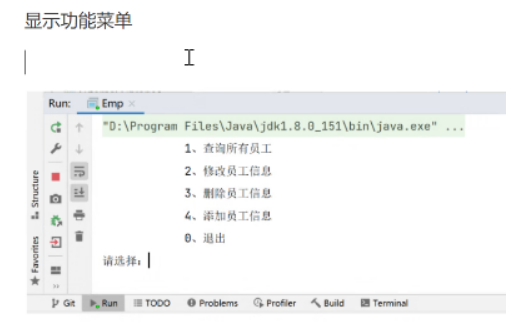 显示功能菜单
Run: Emp ×
"D:\Program Files\Java\jdk1.8.0_151\bin\java.exe" ...
1、查询所有员工
2、修改员工信息
3、删除员工信息
4、添加员工信息
0、退出
请选择：
Structure
Favorites
Git Run TODO Problems Profiler Build Terminal